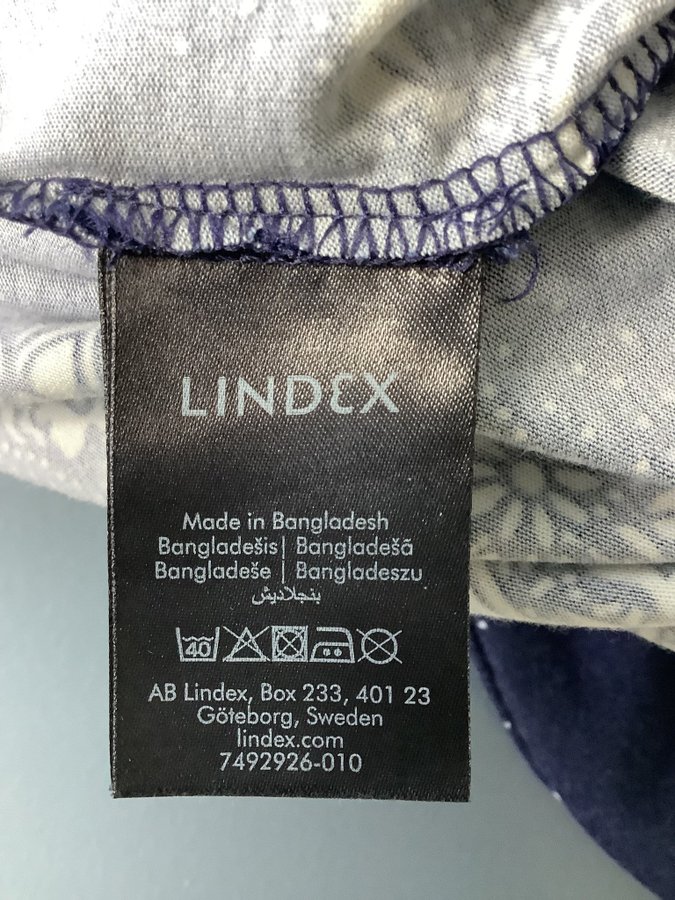 LINDEX
Made in Bangladesh
Bangladešis | Bangladešā
Bangladeše | Bangladeszu
بنجلاديش
40
AB Lindex, Box 233, 401 23
Göteborg, Sweden
lindex.com
7492926-010